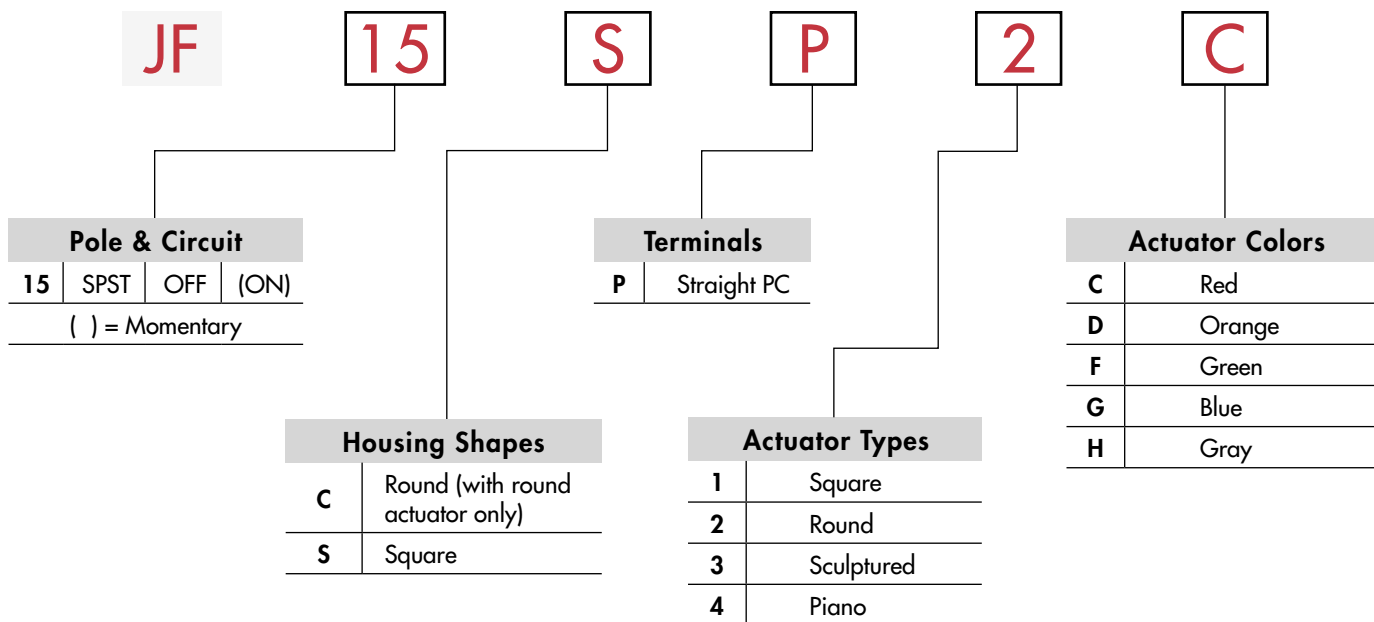 JF 15 S P 2 C
Pole & Circuit
15 SPST OFF (ON)
( ) = Momentary
Housing Shapes
C Round (with round
actuator only)
S Square
Terminals
P Straight PC
Actuator Types
1 Square
2 Round
3 Sculptured
4 Piano
Actuator Colors
C Red
D Orange
F Green
G Blue
H Gray